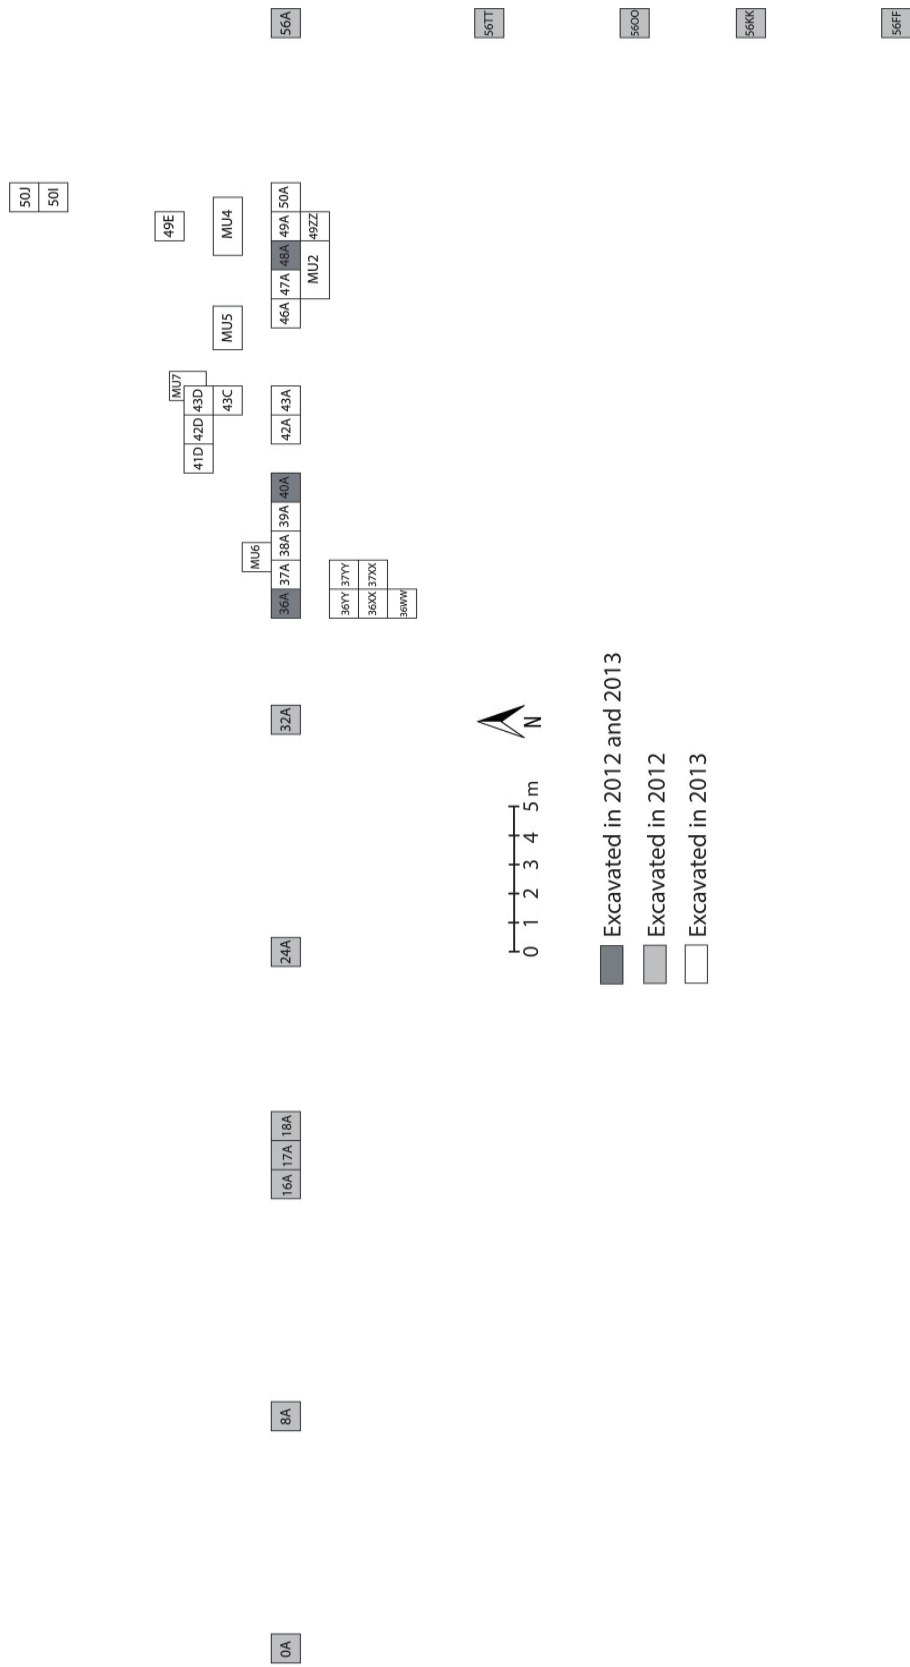 50J
50I
49E
MU7
41D 42D 43D
43C MU5 MU4
MU6
0A 8A 16A 17A 18A 24A 32A 36A 37A 38A 39A 40A 42A 43A 46A 47A 48A 49A 50A 56A
MU2 49ZZ
36YY 37YY
36XX 37XX
36WW
56TT
0 1 2 3 4 5 m
N
Excavated in 2012 and 2013
56OO
Excavated in 2012
Excavated in 2013
56KK
56FF